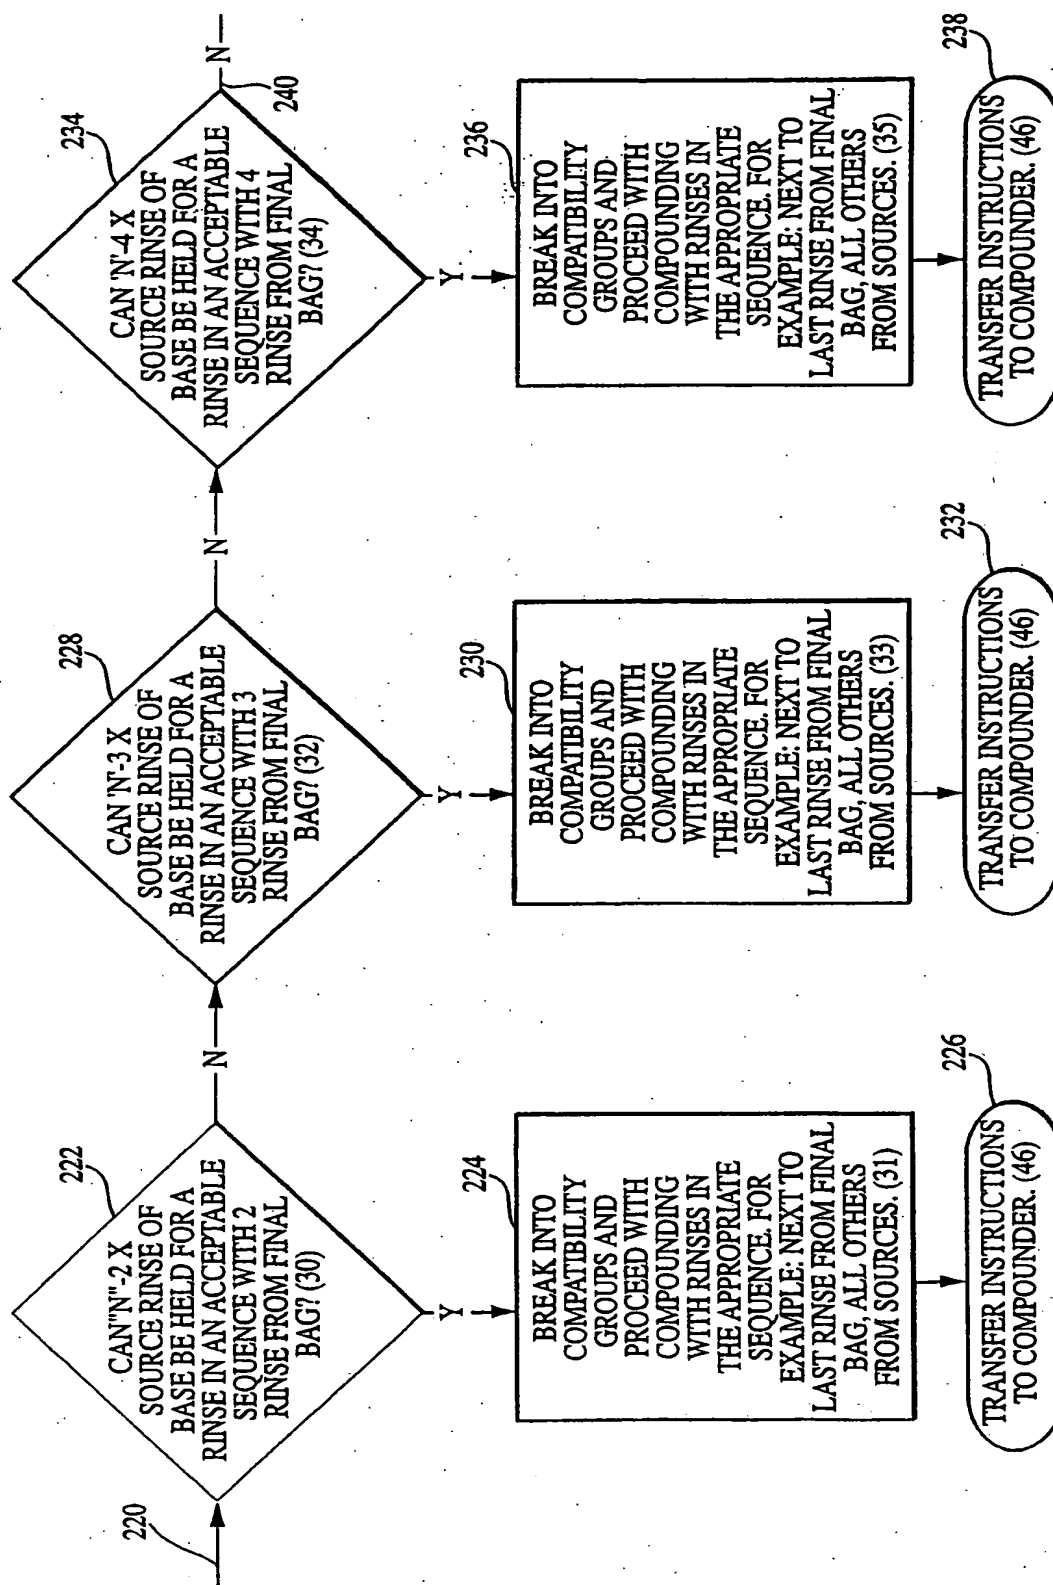 220
222
CAN"N"-2 X
SOURCE RINSE OF
BASE BE HELD FOR A
RINSE IN AN ACCEPTABLE
SEQUENCE WITH 2
RINSE FROM FINAL
BAG? (30)
N
Y
224
BREAK INTO
COMPATIBILITY
GROUPS AND
PROCEED WITH
COMPOUNDING
WITH RINSES IN
THE APPROPRIATE
SEQUENCE. FOR
EXAMPLE: NEXT TO
LAST RINSE FROM FINAL
BAG, ALL OTHERS
FROM SOURCES. (31)
226
TRANSFER INSTRUCTIONS
TO COMPOUNDER. (46)
228
CAN 'N'-3 X
SOURCE RINSE OF
BASE BE HELD FOR A
RINSE IN AN ACCEPTABLE
SEQUENCE WITH 3
RINSE FROM FINAL
BAG? (32)
N
Y
230
BREAK INTO
COMPATIBILITY
GROUPS AND
PROCEED WITH
COMPOUNDING
WITH RINSES IN
THE APPROPRIATE
SEQUENCE. FOR
EXAMPLE: NEXT TO
LAST RINSE FROM FINAL
BAG, ALL OTHERS
FROM SOURCES. (33)
232
TRANSFER INSTRUCTIONS
TO COMPOUNDER. (46)
234
CAN 'N'-4 X
SOURCE RINSE OF
BASE BE HELD FOR A
RINSE IN AN ACCEPTABLE
SEQUENCE WITH 4
RINSE FROM FINAL
BAG? (34)
N
240
Y
236
BREAK INTO
COMPATIBILITY
GROUPS AND
PROCEED WITH
COMPOUNDING
WITH RINSES IN
THE APPROPRIATE
SEQUENCE. FOR
EXAMPLE: NEXT TO
LAST RINSE FROM FINAL
BAG, ALL OTHERS
FROM SOURCES. (35)
238
TRANSFER INSTRUCTIONS
TO COMPOUNDER. (46)